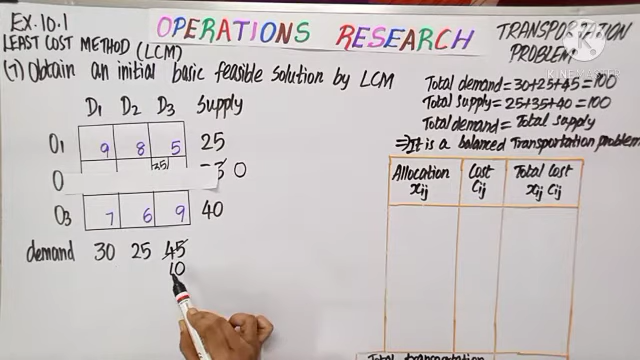 EX.10.1
OPERATIONS RESEARCH
TRANSPORTATION PROBLEM
LEAST COST METHOD (LCM)
(7) Obtain an initial basic feasible solution by LCM
D1 D2 D3 Supply
O1 9 8 5 25
O 0
O3 7 6 9 40
demand 30 25 45
10
Total demand = 30+25+45 = 100
Total supply = 25+35+40 = 100
Total demand = Total supply
⇒ It is a balanced Transportation problem
Allocation xij
Cost Cij
Total Cost xij Cij
KINEMASTER